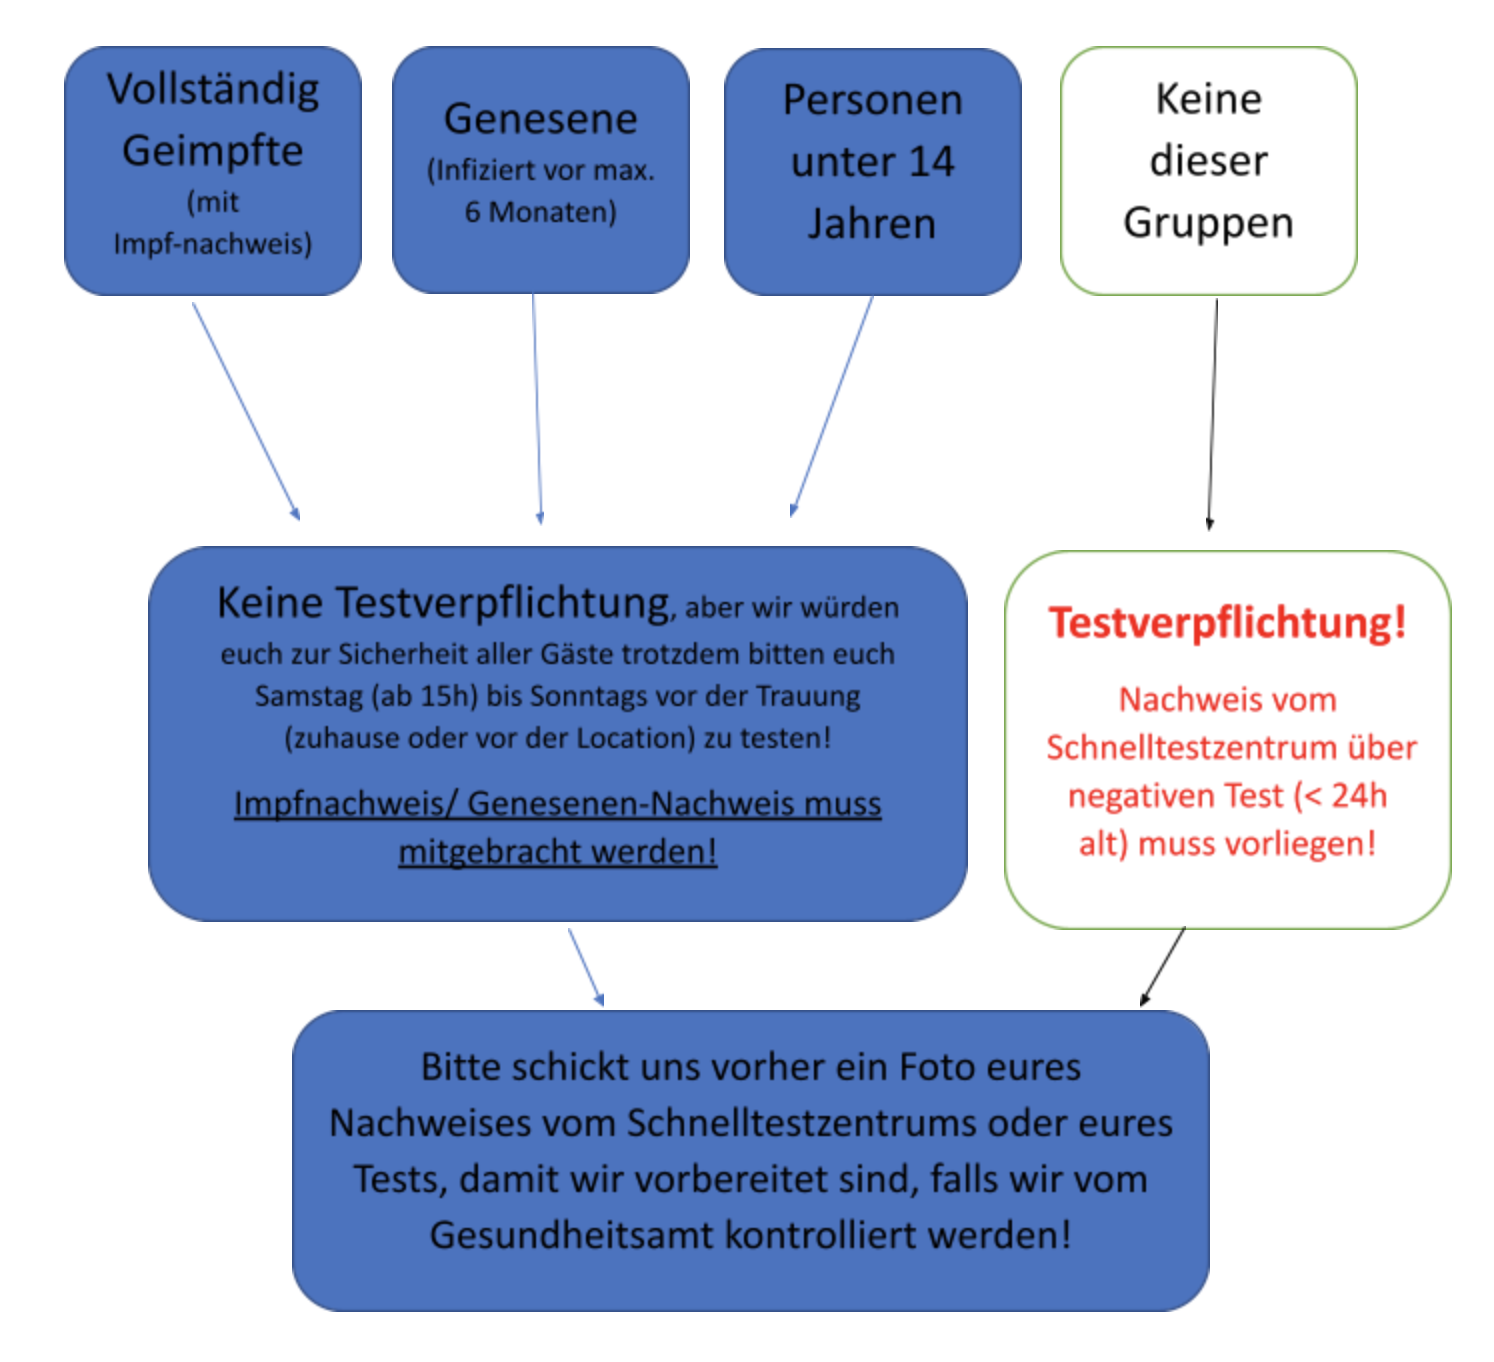 Vollständig
Geimpfte
(mit
Impf-nachweis)
Genesene
(Infiziert vor max.
6 Monaten)
Personen
unter 14
Jahren
Keine
dieser
Gruppen
Keine Testverpflichtung, aber wir würden
euch zur Sicherheit aller Gäste trotzdem bitten euch
Samstag (ab 15h) bis Sonntags vor der Trauung
(zuhause oder vor der Location) zu testen!
Impfnachweis/ Genesenen-Nachweis muss
mitgebracht werden!
Testverpflichtung!
Nachweis vom
Schnelltestzentrum über
negativen Test (< 24h
alt) muss vorliegen!
Bitte schickt uns vorher ein Foto eures
Nachweises vom Schnelltestzentrums oder eures
Tests, damit wir vorbereitet sind, falls wir vom
Gesundheitsamt kontrolliert werden!